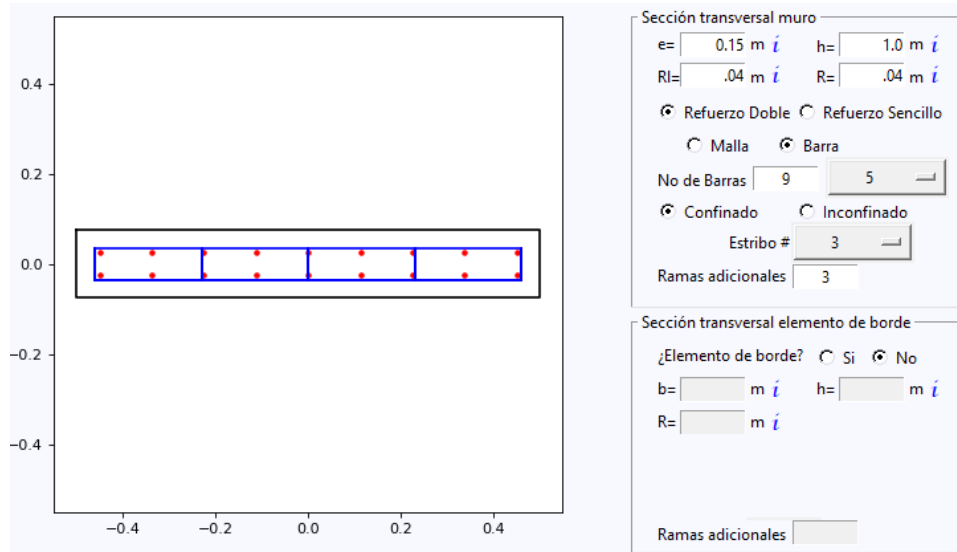 0.4
0.2
0.0
−0.2
−0.4
−0.4
−0.2
0.0
0.2
0.4
Sección transversal muro
e= 0.15 m i h= 1.0 m i
Rl= .04 m i R= .04 m i
Refuerzo Doble Refuerzo Sencillo
Malla Barra
No de Barras 9 5
Confinado Inconfinado
Estribo # 3
Ramas adicionales 3
Sección transversal elemento de borde
¿Elemento de borde? Si No
b= m i h= m i
R= m i
Ramas adicionales